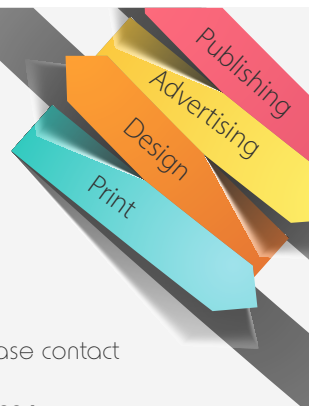 Publishing
Advertising
Design
Print
ase contact